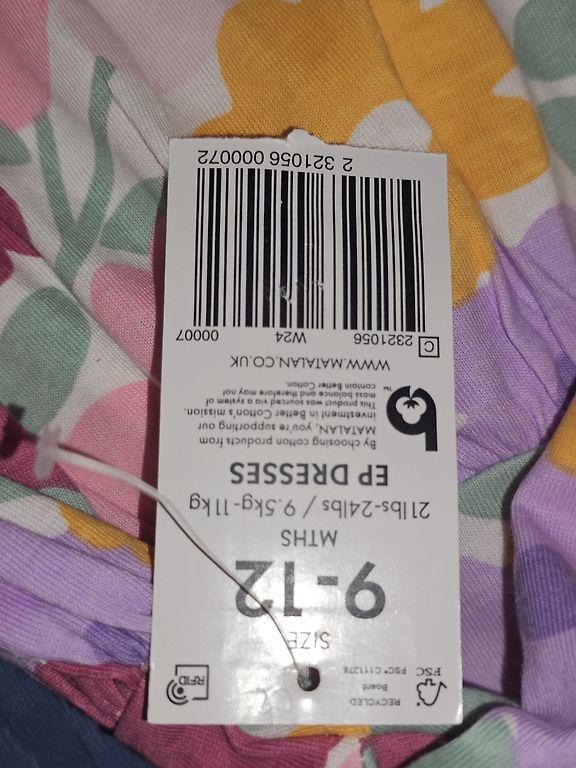 FSC
RECYCLED
Board
FSC® C111276
RFID
SIZE
9-12
MTHS
21lbs-24lbs / 9.5kg-11kg
EP DRESSES
By choosing cotton products from
MATALAN, you're supporting our
investment in Better Cotton's mission.
This product was sourced via a system of
mass balance and therefore may not
contain Better Cotton.
b ™
WWW.MATALAN.CO.UK
C
2321056 W24 00007
2 321056 000072